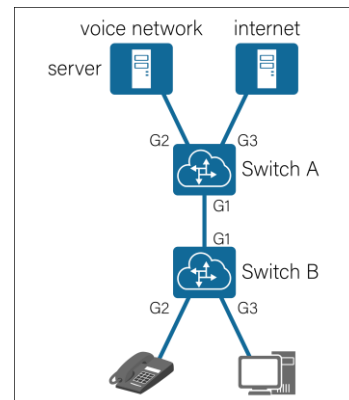 voice network internet
server
G2 G3
Switch A
G1
G1
Switch B
G2 G3